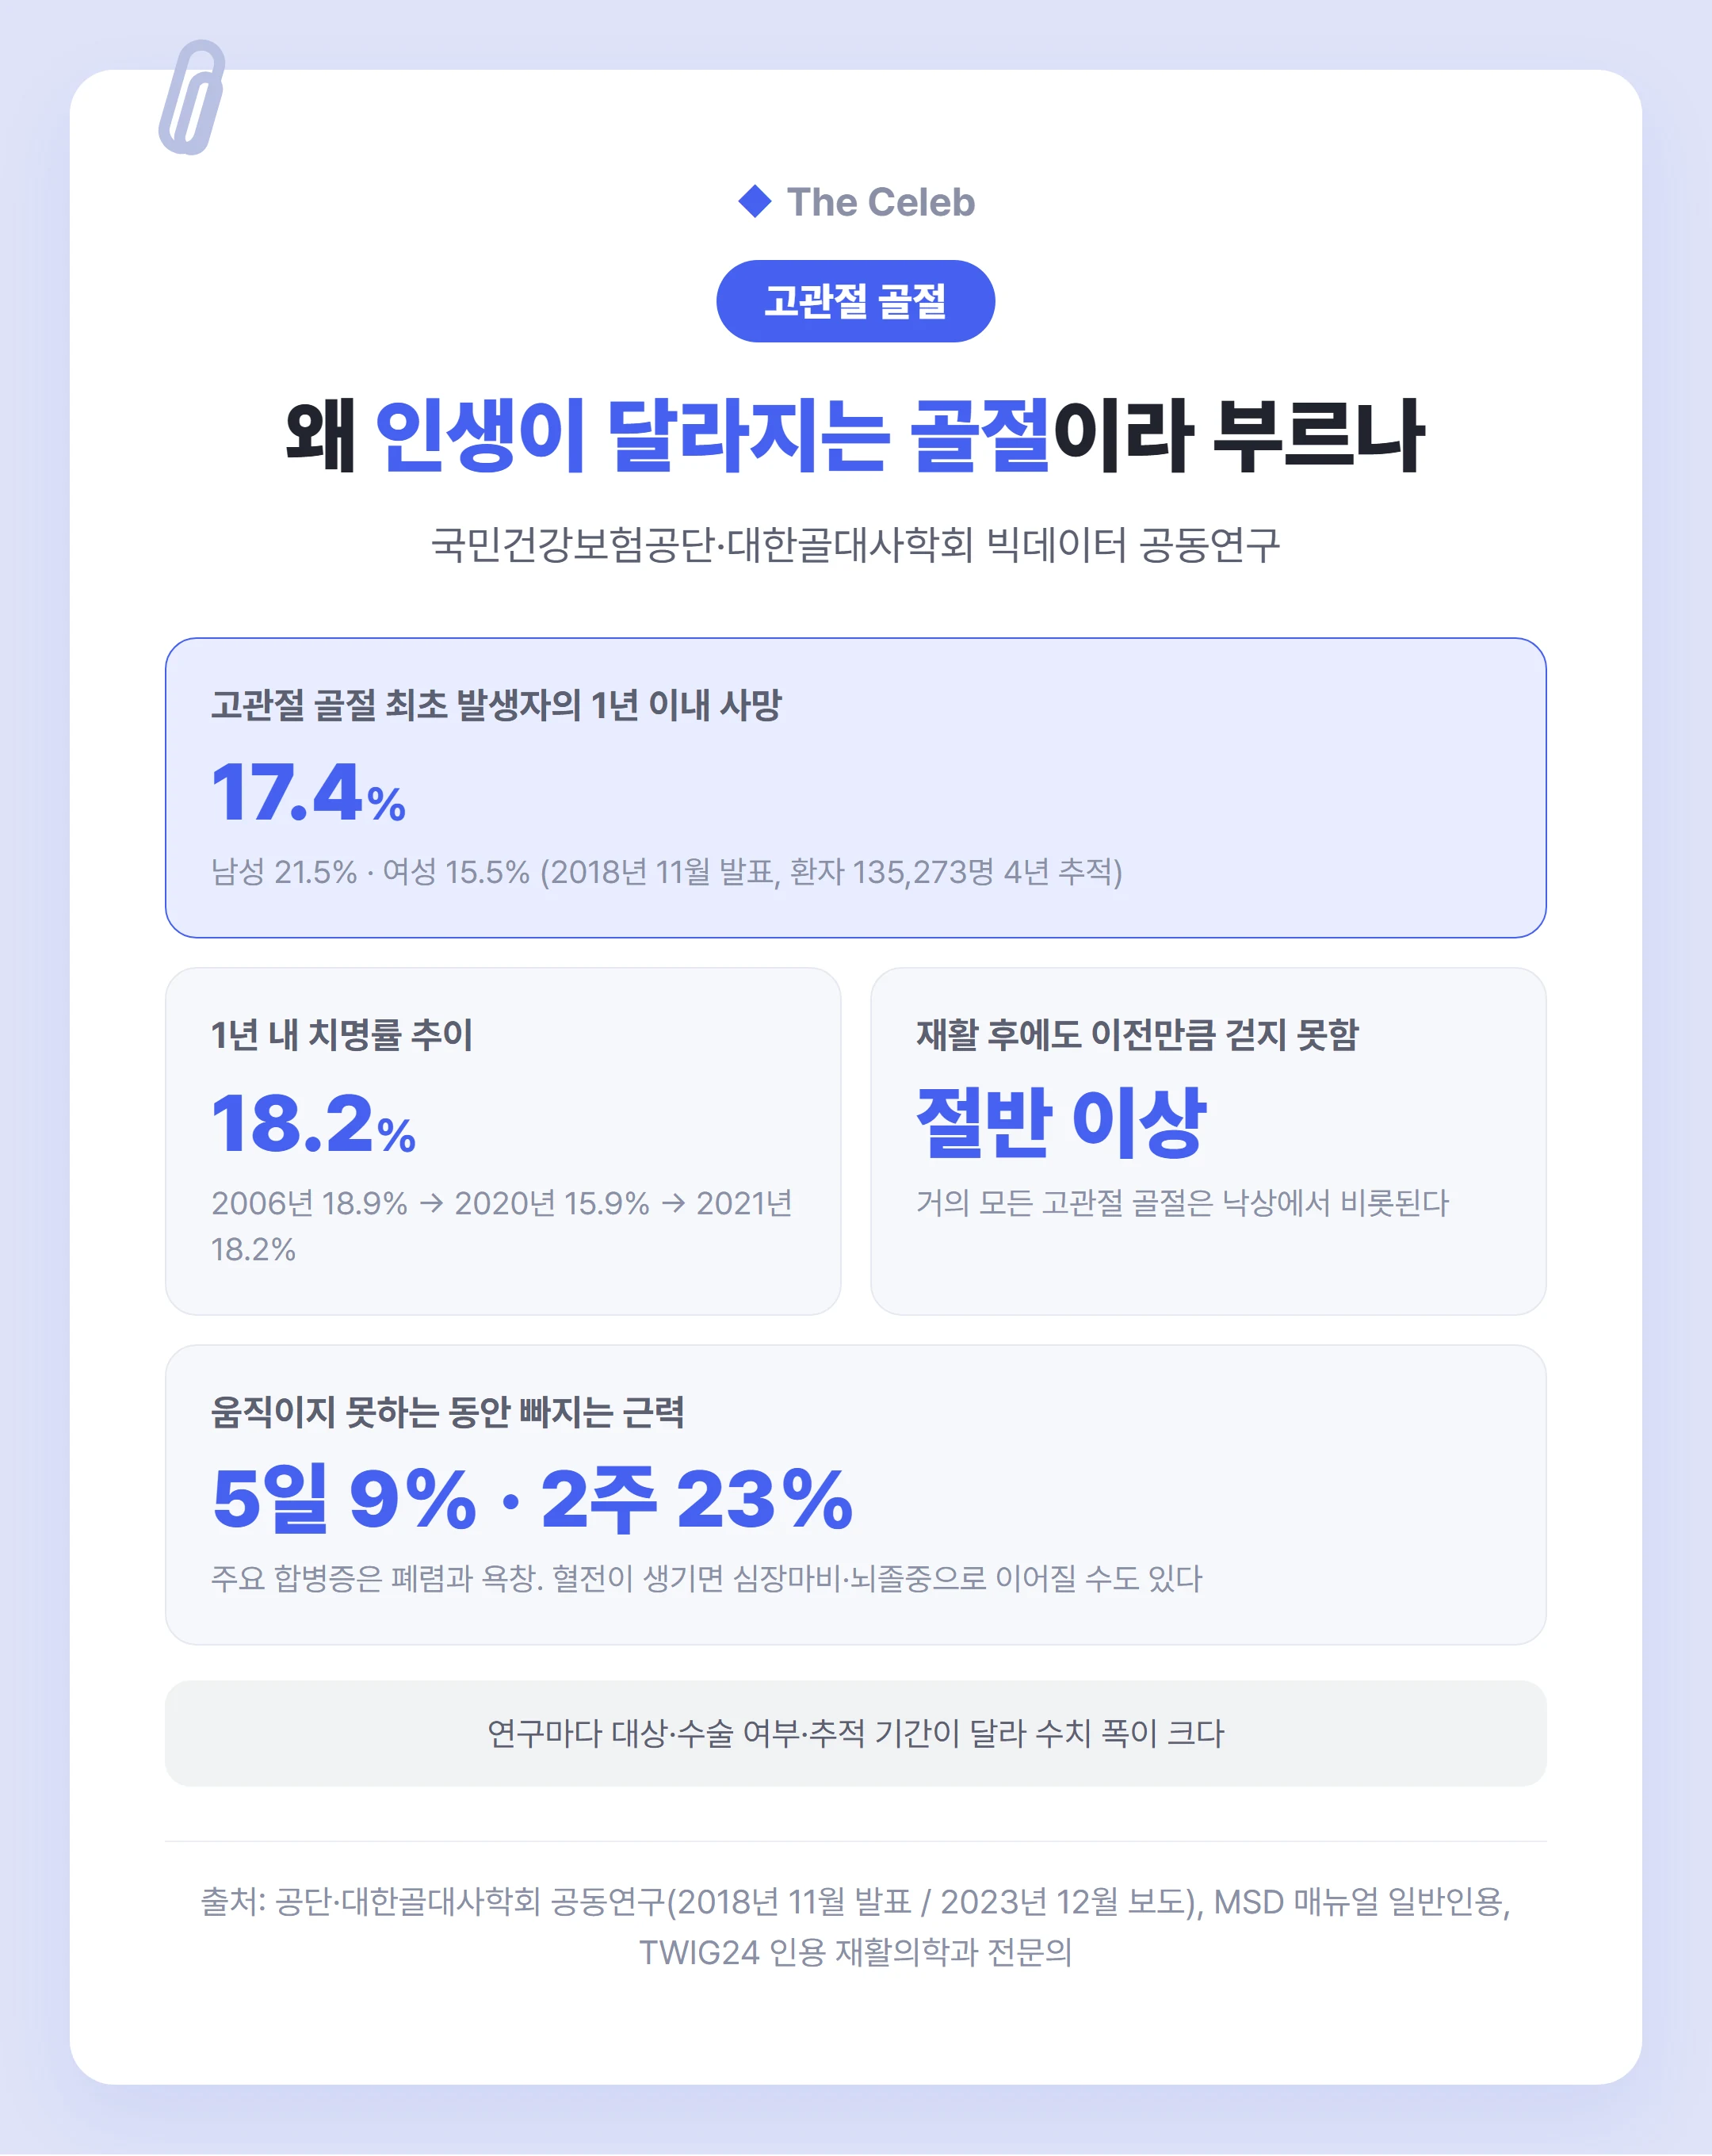 The Celeb
고관절 골절
왜 인생이 달라지는 골절이라 부르나
국민건강보험공단·대한골대사학회 빅데이터 공동연구
고관절 골절 최초 발생자의 1년 이내 사망
17.4%
남성 21.5% · 여성 15.5% (2018년 11월 발표, 환자 135,273명 4년 추적)
1년 내 치명률 추이
18.2%
2006년 18.9% → 2020년 15.9% → 2021년
18.2%
재활 후에도 이전만큼 걷지 못함
절반 이상
거의 모든 고관절 골절은 낙상에서 비롯된다
움직이지 못하는 동안 빠지는 근력
5일 9% · 2주 23%
주요 합병증은 폐렴과 욕창. 혈전이 생기면 심장마비·뇌졸중으로 이어질 수도 있다
연구마다 대상·수술 여부·추적 기간이 달라 수치 폭이 크다
출처: 공단·대한골대사학회 공동연구(2018년 11월 발표 / 2023년 12월 보도), MSD 매뉴얼 일반인용,
TWIG24 인용 재활의학과 전문의